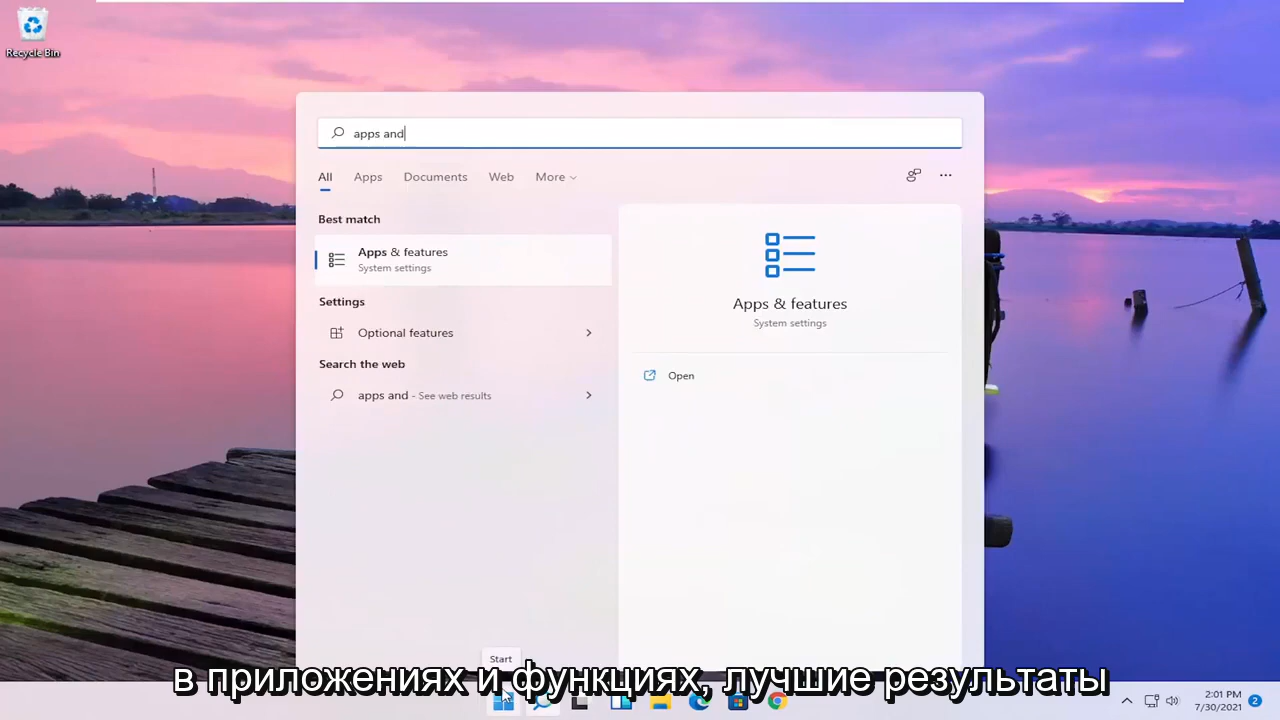 Recycle Bin
apps and
All Apps Documents Web More
Best match
Apps & features
System settings
Settings
Optional features
Search the web
apps and - See web results
Apps & features
System settings
Open
Start
в приложениях и функциях, лучшие результаты
2:01 PM
7/30/2021
2